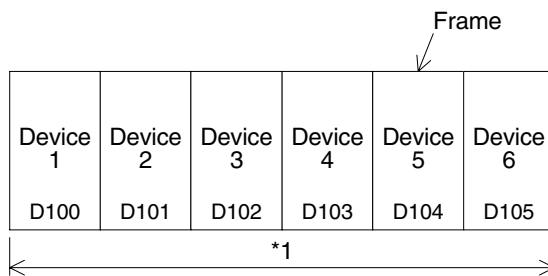 Frame
Device 1
Device 2
Device 3
Device 4
Device 5
Device 6
D100
D101
D102
D103
D104
D105
*1